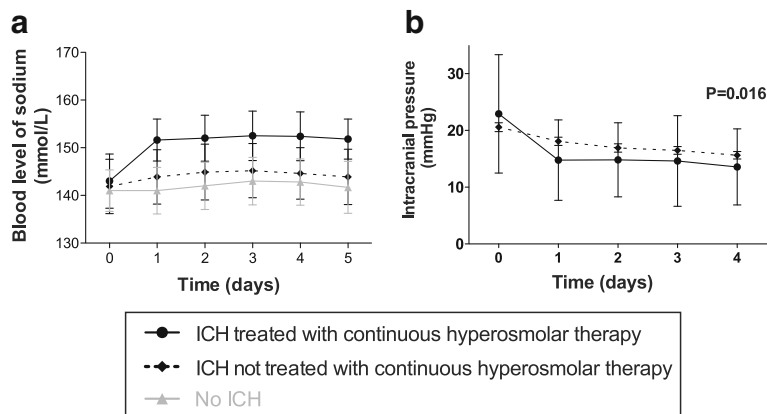 a
b
Blood level of sodium
(mmol/L)
170
160
150
140
130
0 1 2 3 4 5
Time (days)
Intracranial pressure
(mmHg)
30
20
10
0
P=0.016
0 1 2 3 4
Time (days)
ICH treated with continuous hyperosmolar therapy
ICH not treated with continuous hyperosmolar therapy
No ICH